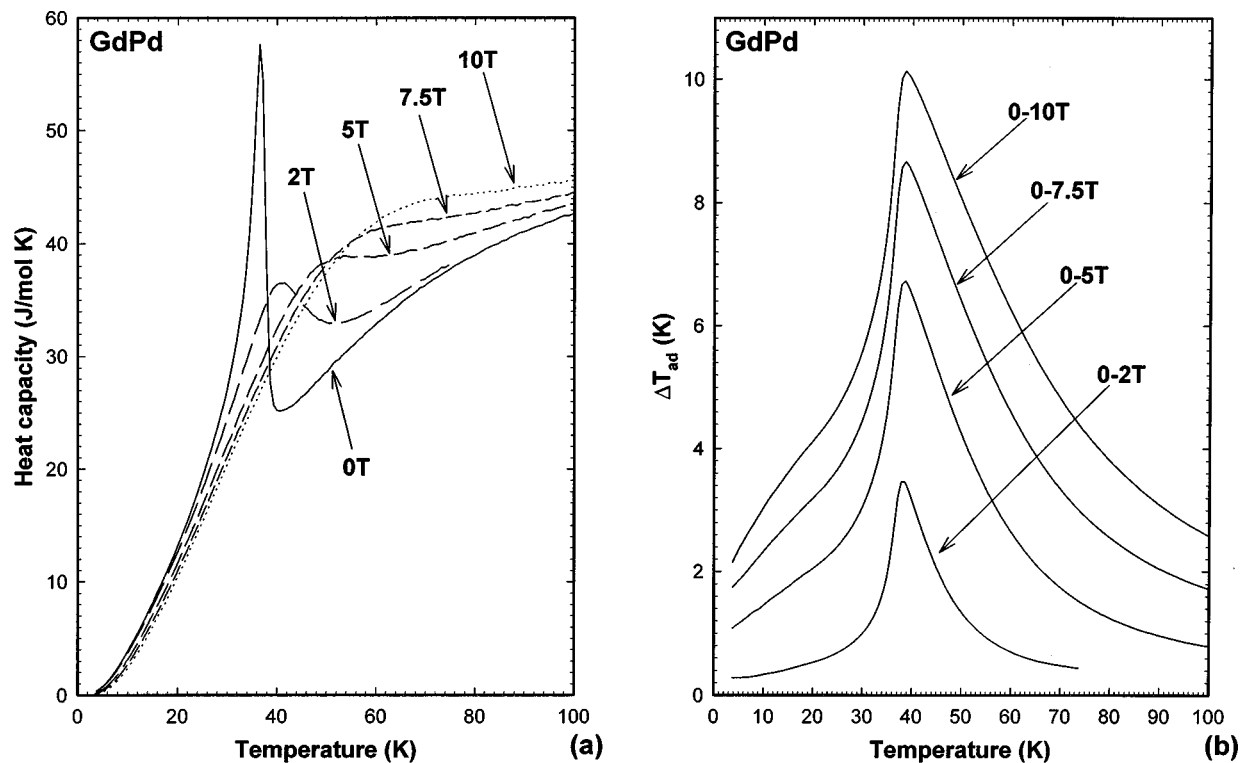 GdPd
60
50
40
30
20
10
0
Heat capacity (J/mol K)
10T
7.5T
5T
2T
0T
0 20 40 60 80 100
Temperature (K)
(a)
GdPd
10
8
6
4
2
0
ΔTad (K)
0-10T
0-7.5T
0-5T
0-2T
0 10 20 30 40 50 60 70 80 90 100
Temperature (K)
(b)